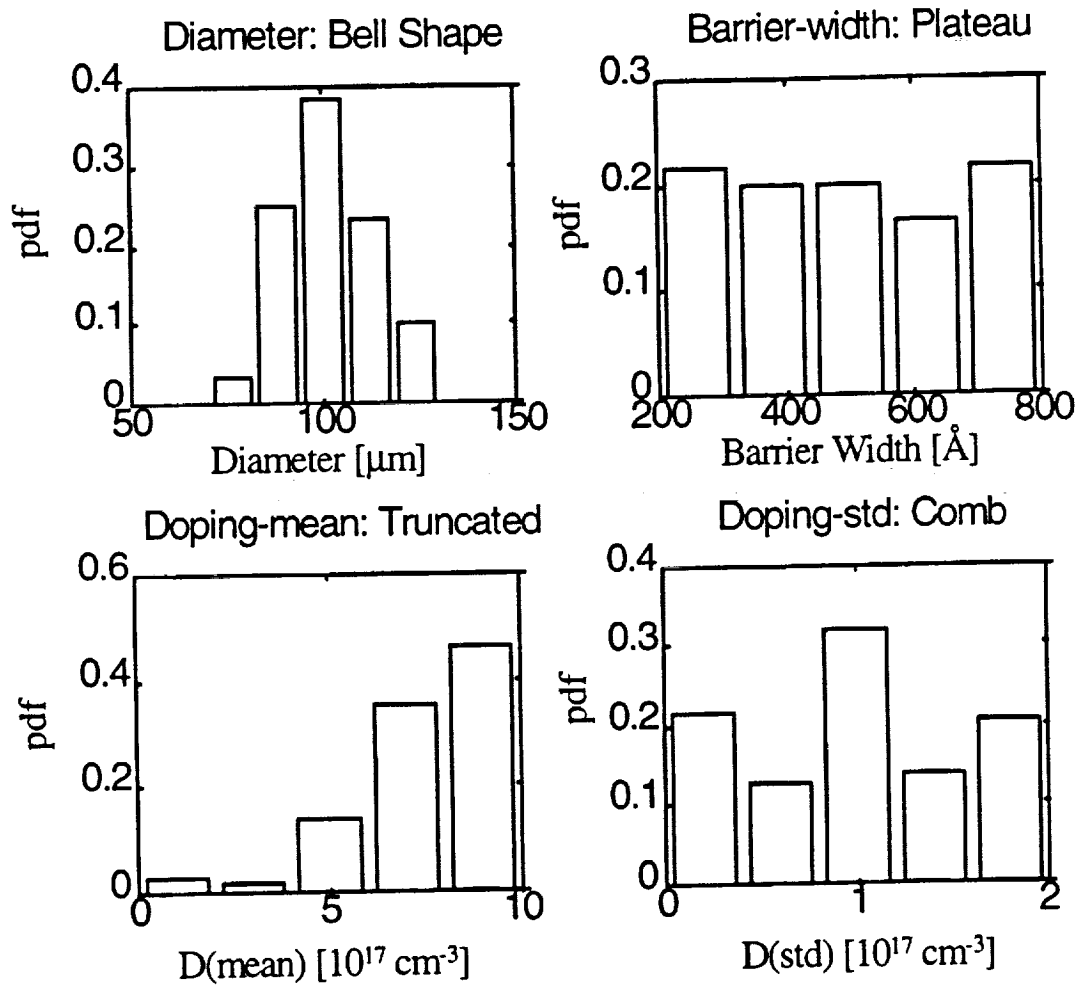 Diameter: Bell Shape
pdf
0.4
0.3
0.2
0.1
0
50
100
150
Diameter [μm]
Barrier-width: Plateau
pdf
0.3
0.2
0.1
0
200
400
600
800
Barrier Width [Å]
Doping-mean: Truncated
pdf
0.6
0.4
0.2
0
0
5
10
D(mean) [10¹⁷ cm⁻³]
Doping-std: Comb
pdf
0.4
0.3
0.2
0.1
0
0
1
2
D(std) [10¹⁷ cm⁻³]